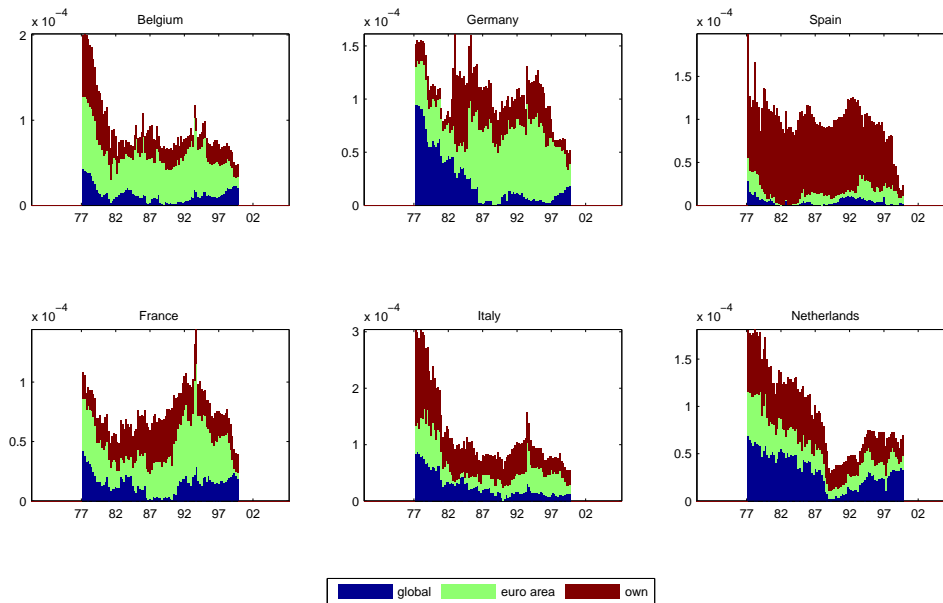 Belgium
x 10⁻⁴
2
1
0
77 82 87 92 97 02
Germany
x 10⁻⁴
1.5
1
0.5
0
77 82 87 92 97 02
Spain
x 10⁻⁴
1.5
1
0.5
0
77 82 87 92 97 02
France
x 10⁻⁴
1
0.5
0
77 82 87 92 97 02
Italy
x 10⁻⁴
3
2
1
0
77 82 87 92 97 02
Netherlands
x 10⁻⁴
1.5
1
0.5
0
77 82 87 92 97 02
global euro area own